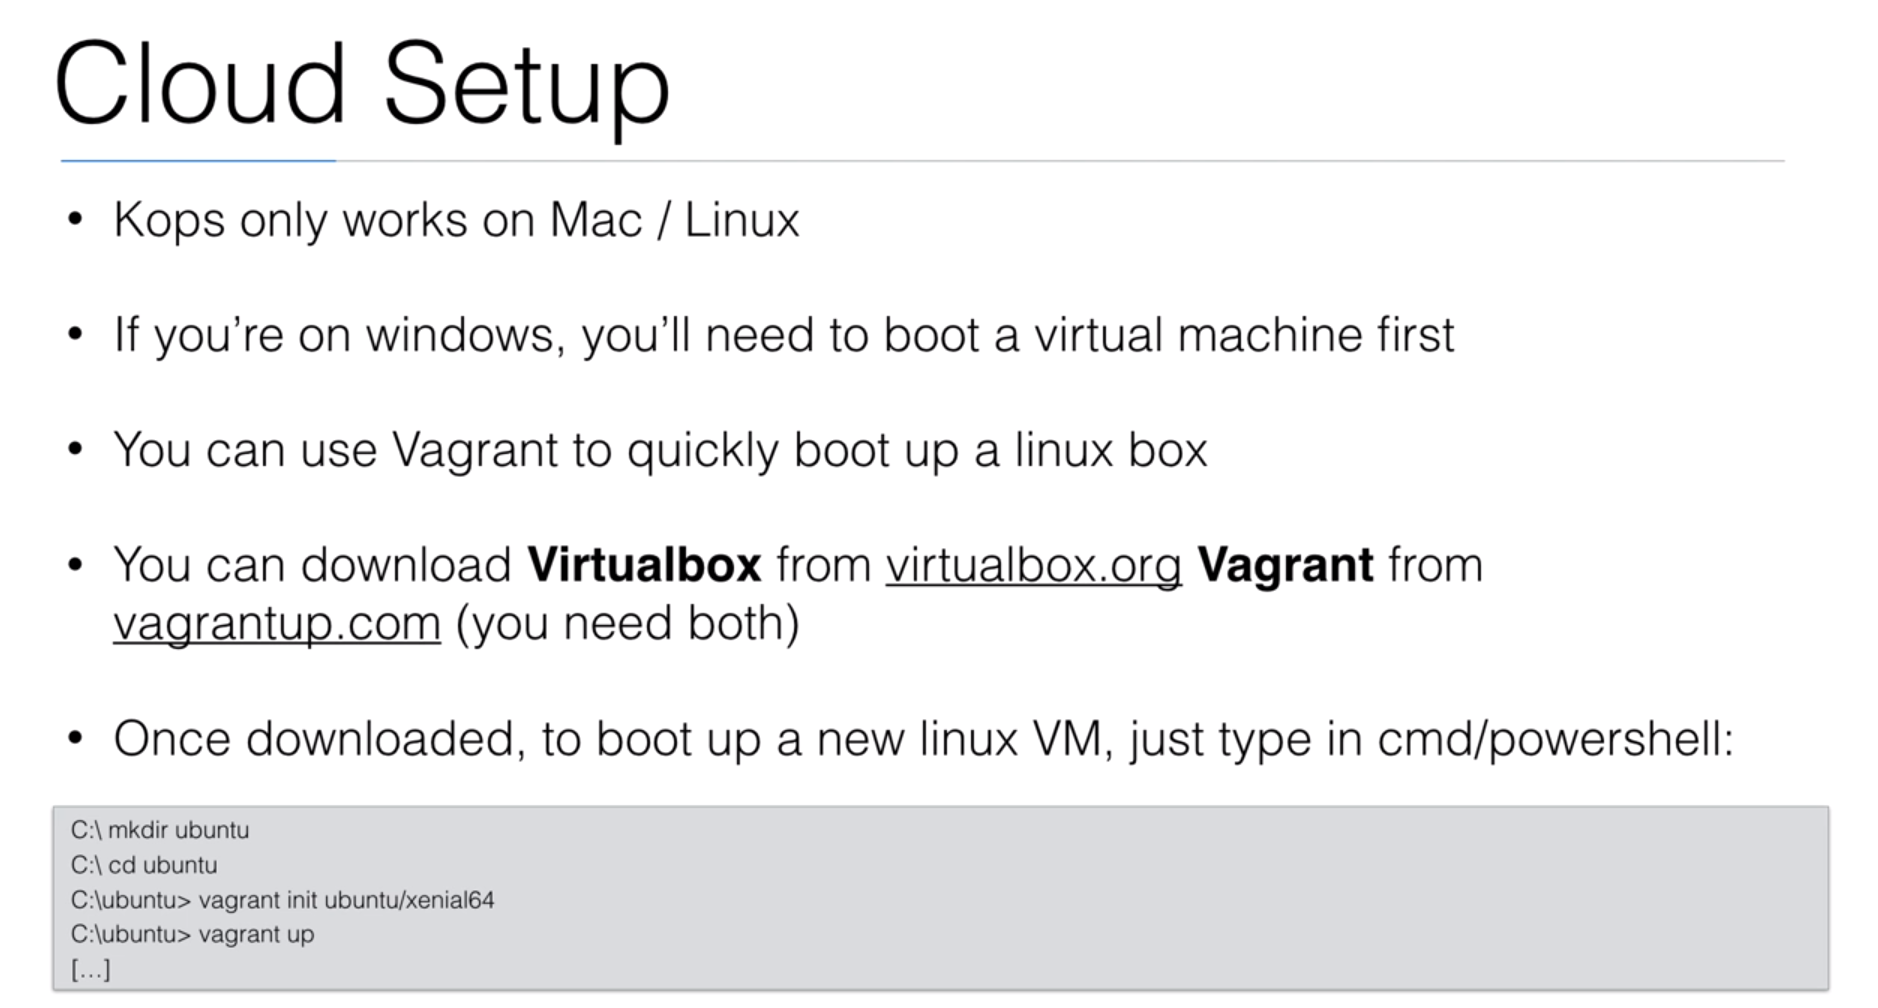 Cloud Setup
• Kops only works on Mac / Linux
• If you’re on windows, you’ll need to boot a virtual machine first
• You can use Vagrant to quickly boot up a linux box
• You can download Virtualbox from virtualbox.org Vagrant from
vagrantup.com (you need both)
• Once downloaded, to boot up a new linux VM, just type in cmd/powershell:
C:\ mkdir ubuntu
C:\ cd ubuntu
C:\ubuntu> vagrant init ubuntu/xenial64
C:\ubuntu> vagrant up
[...]